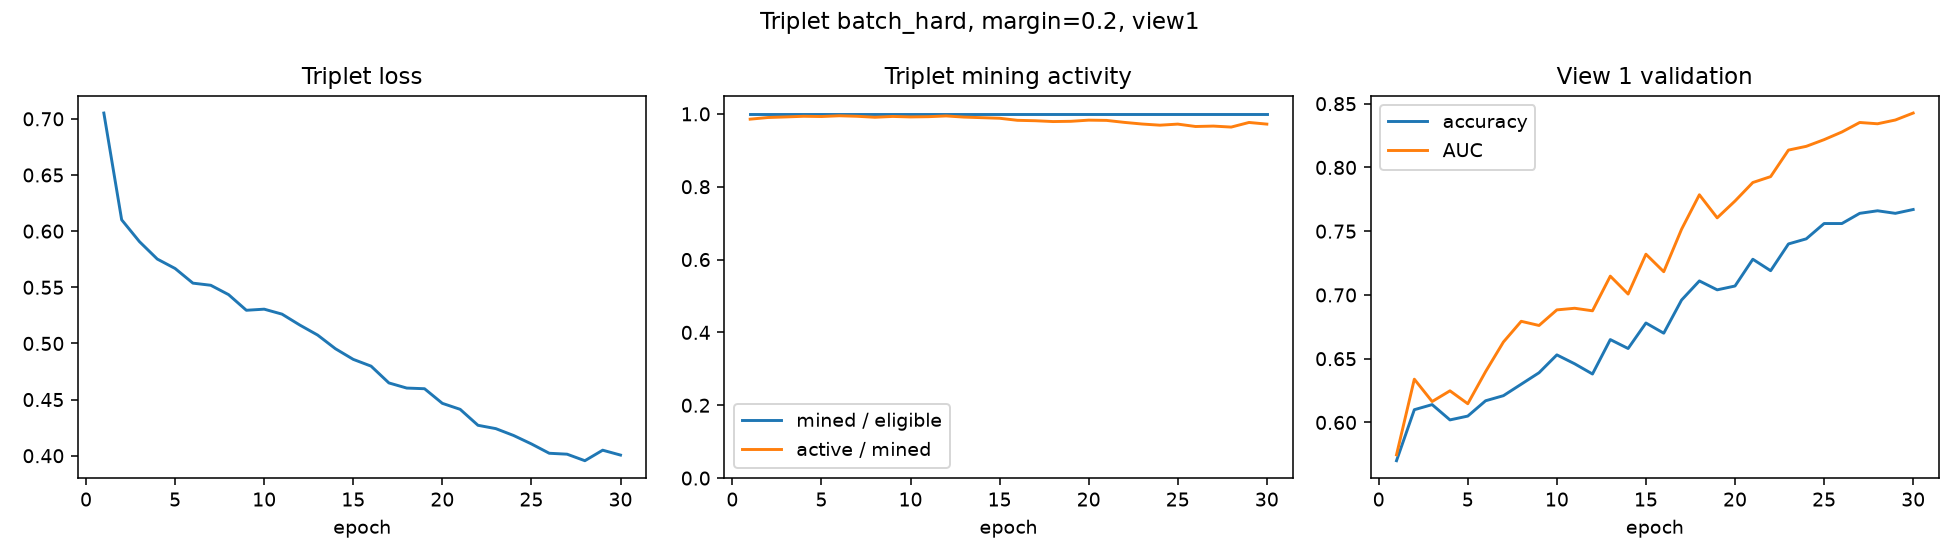 Triplet batch_hard, margin=0.2, view1
Triplet loss
0.70
0.65
0.60
0.55
0.50
0.45
0.40
0 5 10 15 20 25 30
epoch
Triplet mining activity
1.0
0.8
0.6
0.4
0.2
0.0
mined / eligible
active / mined
0 5 10 15 20 25 30
epoch
View 1 validation
accuracy
AUC
0.85
0.80
0.75
0.70
0.65
0.60
0 5 10 15 20 25 30
epoch